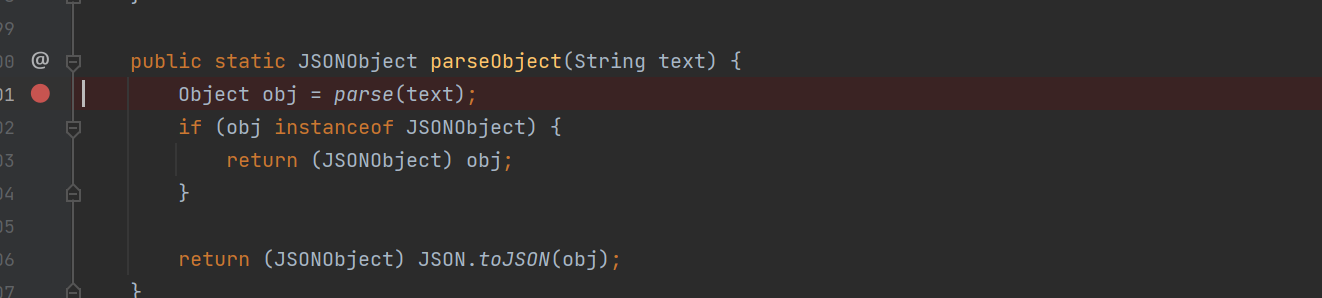 99
00 @ public static JSONObject parseObject(String text) {
01 Object obj = parse(text);
02 if (obj instanceof JSONObject) {
03 return (JSONObject) obj;
04 }
05
06 return (JSONObject) JSON.toJSON(obj);
07 }